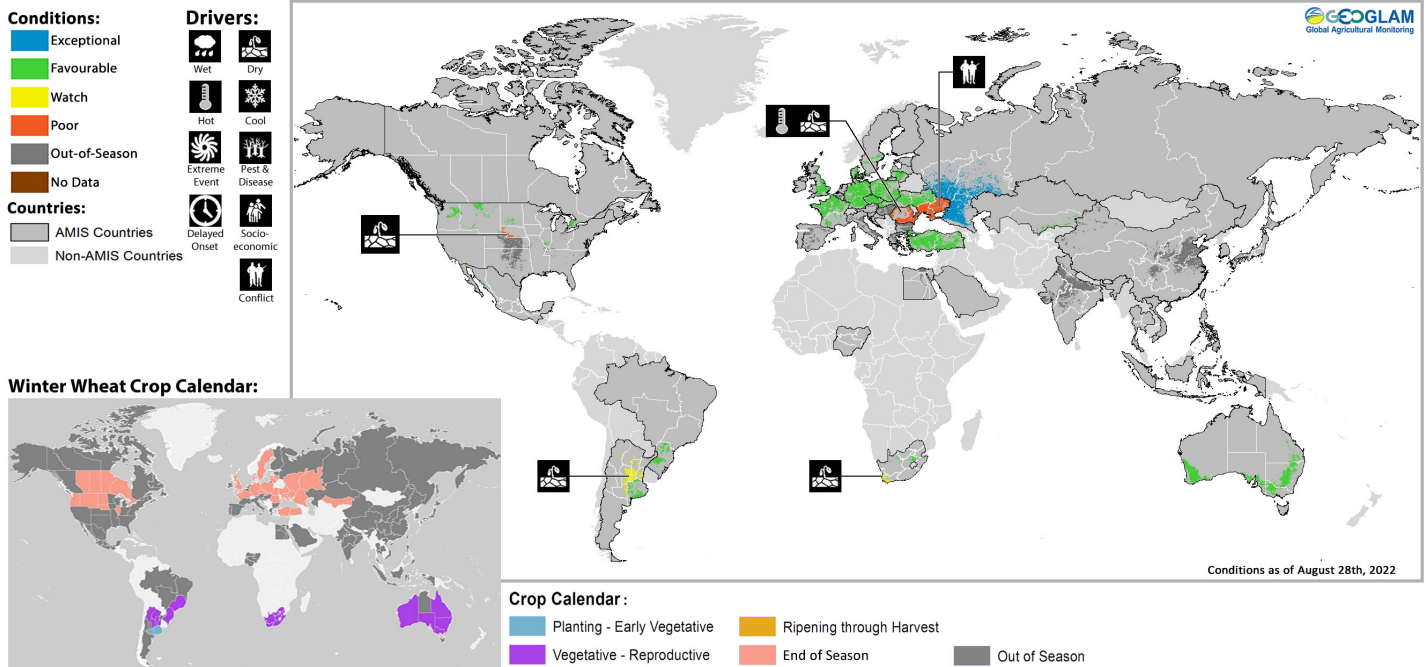 Conditions:
Exceptional
Favourable
Watch
Poor
Out-of-Season
No Data
Countries:
AMIS Countries
Non-AMIS Countries
Drivers:
Wet
Dry
Hot
Cool
Extreme
Event
Pest &
Disease
Delayed
Onset
Socio-
economic
Conflict
GEOGLAM
Global Agricultural Monitoring
Conditions as of August 28th, 2022
Winter Wheat Crop Calendar:
Crop Calendar :
Planting - Early Vegetative
Vegetative - Reproductive
Ripening through Harvest
End of Season
Out of Season